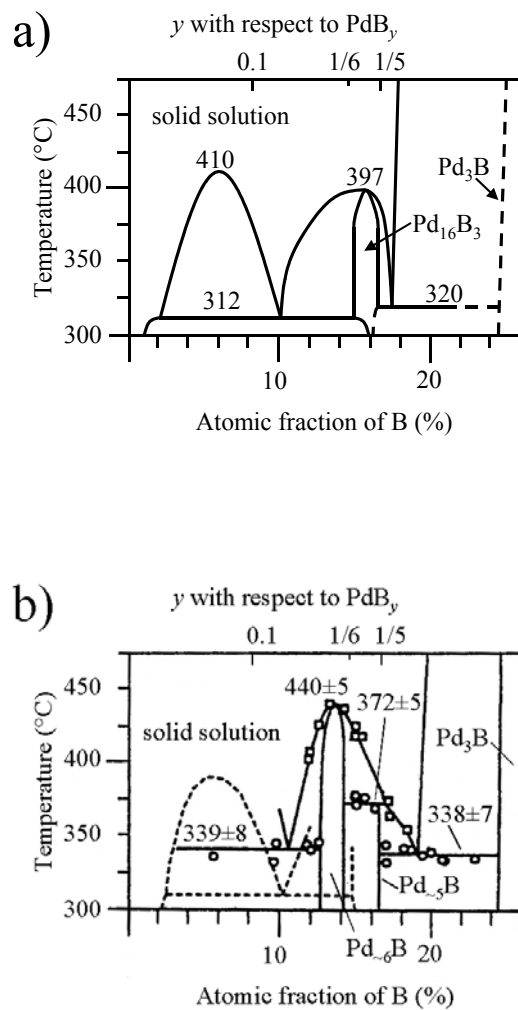 a)
y with respect to PdBy
0.1 1/6 1/5
450
solid solution
410
397
Pd3B
400
Pd16B3
Temperature (°C)
350
312
320
300
10 20
Atomic fraction of B (%)
b)
y with respect to PdBy
0.1 1/6 1/5
450
440±5
372±5
solid solution
Pd3B
400
Temperature (°C)
350
339±8
338±7
Pd~5B
300
Pd~6B
10 20
Atomic fraction of B (%)